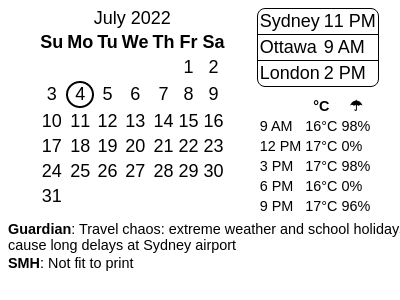 July 2022
Su Mo Tu We Th Fr Sa
1 2
3 4 5 6 7 8 9
10 11 12 13 14 15 16
17 18 19 20 21 22 23
24 25 26 27 28 29 30
31
Sydney 11 PM
Ottawa 9 AM
London 2 PM
°C ☂
9 AM 16°C 98%
12 PM 17°C 0%
3 PM 17°C 98%
6 PM 16°C 0%
9 PM 17°C 96%
Guardian: Travel chaos: extreme weather and school holiday
cause long delays at Sydney airport
SMH: Not fit to print